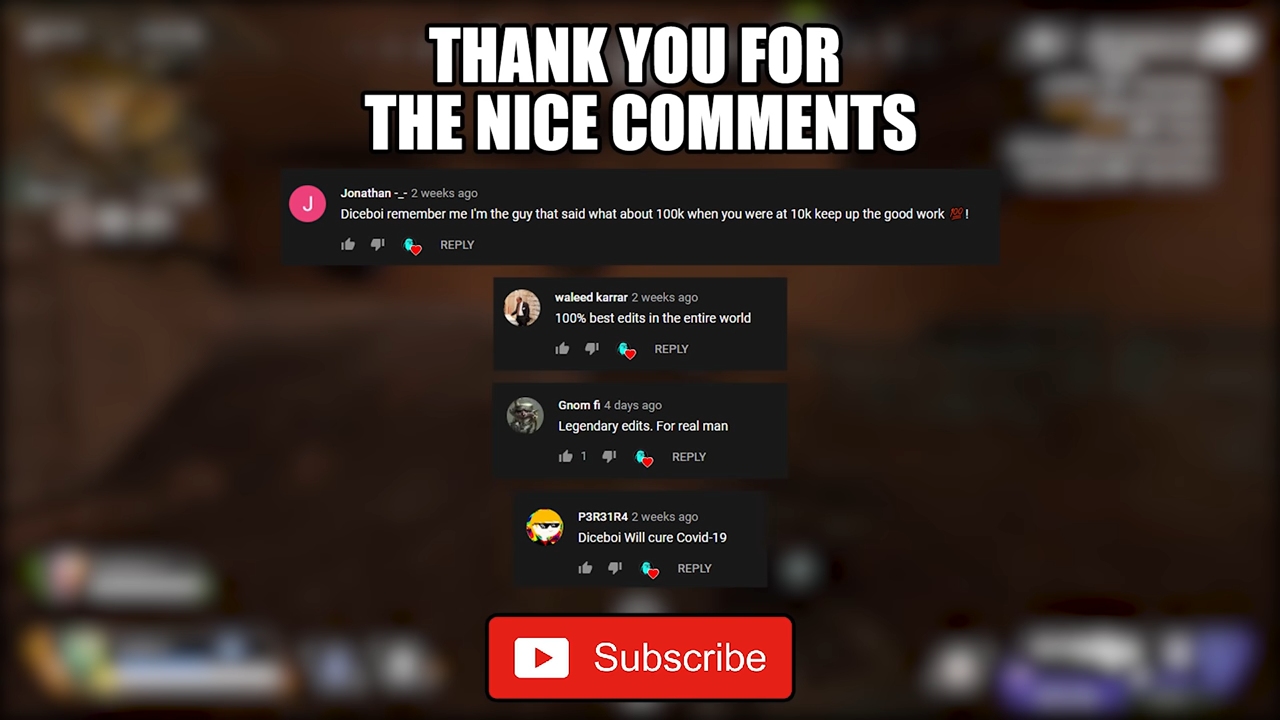 THANK YOU FOR
THE NICE COMMENTS
J
Jonathan -_- 2 weeks ago
Diceboi remember me I'm the guy that said what about 100k when you were at 10k keep up the good work 💯!
REPLY
waleed karrar 2 weeks ago
100% best edits in the entire world
REPLY
Gnom fi 4 days ago
Legendary edits. For real man
1 REPLY
P3R31R4 2 weeks ago
Diceboi Will cure Covid-19
REPLY
Subscribe